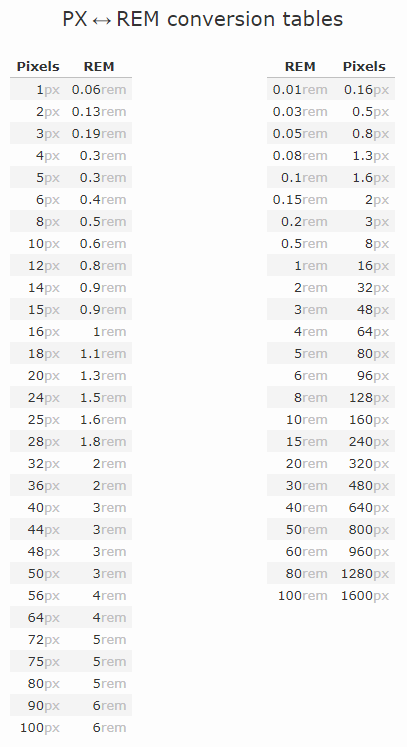 PX↔REM conversion tables
Pixels REM
1px 0.06rem
2px 0.13rem
3px 0.19rem
4px 0.3rem
5px 0.3rem
6px 0.4rem
8px 0.5rem
10px 0.6rem
12px 0.8rem
14px 0.9rem
15px 0.9rem
16px 1rem
18px 1.1rem
20px 1.3rem
24px 1.5rem
25px 1.6rem
28px 1.8rem
32px 2rem
36px 2rem
40px 3rem
44px 3rem
48px 3rem
50px 3rem
56px 4rem
64px 4rem
72px 5rem
75px 5rem
80px 5rem
90px 6rem
100px 6rem
REM Pixels
0.01rem 0.16px
0.03rem 0.5px
0.05rem 0.8px
0.08rem 1.3px
0.1rem 1.6px
0.15rem 2px
0.2rem 3px
0.5rem 8px
1rem 16px
2rem 32px
3rem 48px
4rem 64px
5rem 80px
6rem 96px
8rem 128px
10rem 160px
15rem 240px
20rem 320px
30rem 480px
40rem 640px
50rem 800px
60rem 960px
80rem 1280px
100rem 1600px